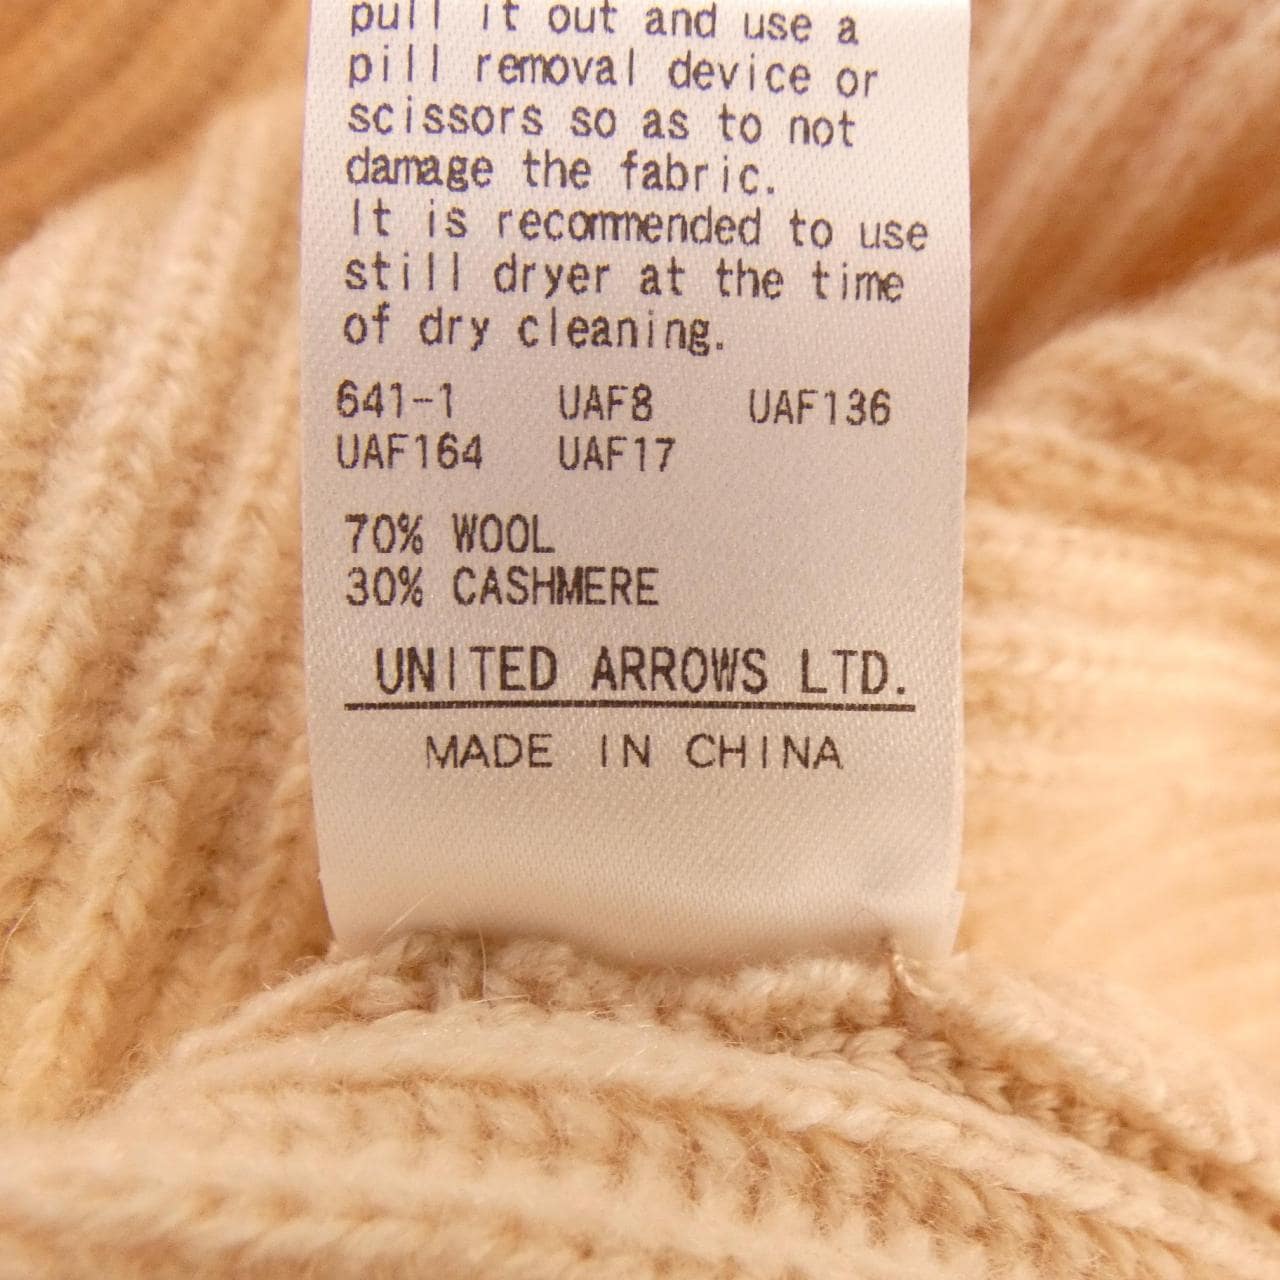 pull it out and use a
pill removal device or
scissors so as to not
damage the fabric.
It is recommended to use
still dryer at the time
of dry cleaning.
641-1 UAF8 UAF136
UAF164 UAF17
70% WOOL
30% CASHMERE
UNITED ARROWS LTD.
MADE IN CHINA